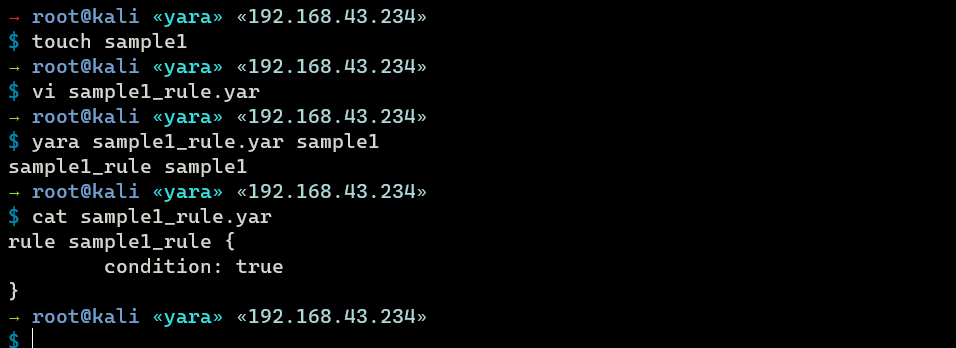 → root@kali «yara» «192.168.43.234»
$ touch sample1
→ root@kali «yara» «192.168.43.234»
$ vi sample1_rule.yar
→ root@kali «yara» «192.168.43.234»
$ yara sample1_rule.yar sample1
sample1_rule sample1
→ root@kali «yara» «192.168.43.234»
$ cat sample1_rule.yar
rule sample1_rule {
        condition: true
}
→ root@kali «yara» «192.168.43.234»
$